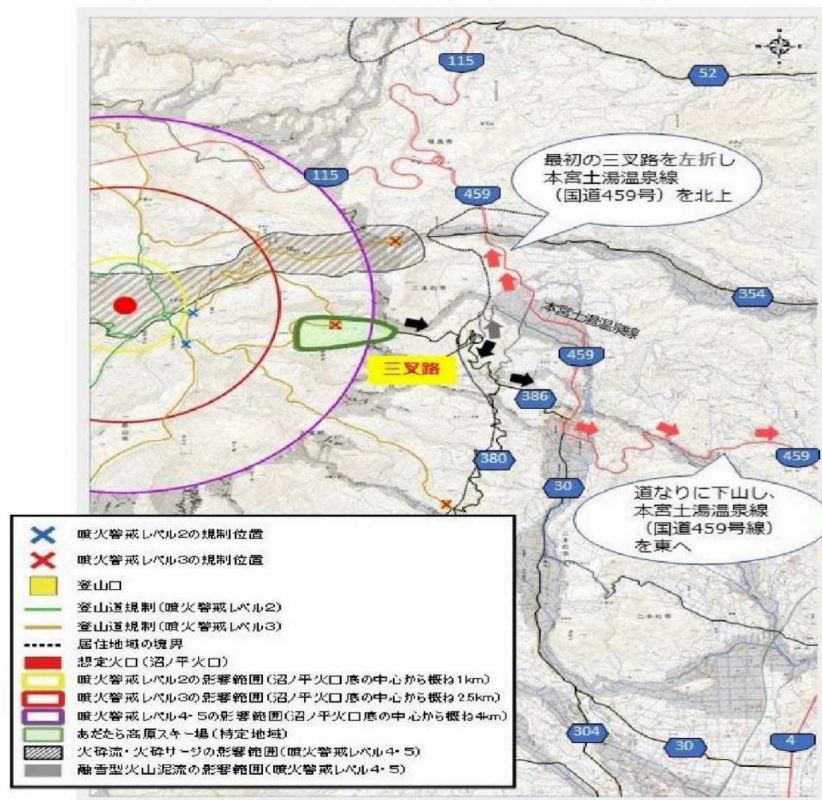 115
52
115
最初の三叉路を左折し
本宮土湯温泉線
（国道459号）を北上
459
354
本宮土湯温泉線
三叉路
459
386
459
380
30
道なりに下山し、
本宮土湯温泉線
（国道459号線）
を東へ
噴火警戒レベル2の規制位置
噴火警戒レベル3の規制位置
登山口
登山道規制(噴火警戒レベル2)
登山道規制(噴火警戒レベル3)
居住地域の境界
想定火口(沼ノ平火口)
噴火警戒レベル2の影響範囲(沼ノ平火口底の中心から概ね1km)
噴火警戒レベル3の影響範囲(沼ノ平火口底の中心から概ね2.5km)
噴火警戒レベル4・5の影響範囲(沼ノ平火口底の中心から概ね4km)
あだたら高原スキー場(特定地域)
火砕流・火砕サージの影響範囲(噴火警戒レベル4・5)
融雪型火山泥流の影響範囲(噴火警戒レベル4・5)
304
30
4